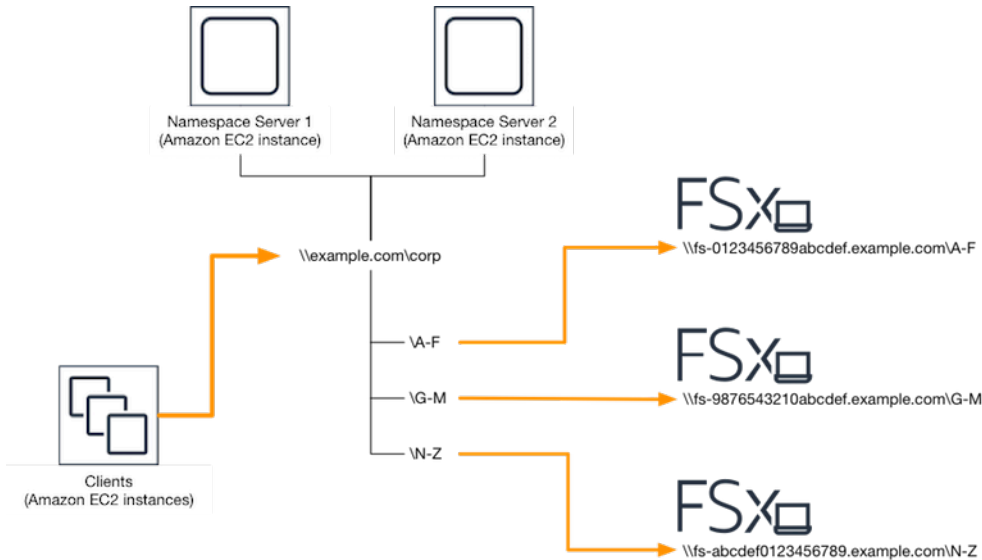 Namespace Server 1
(Amazon EC2 instance)
Namespace Server 2
(Amazon EC2 instance)
FSx
\\fs-0123456789abcdef.example.com\A-F
\\example.com\corp
\A-F
FSx
\G-M
\\fs-9876543210abcdef.example.com\G-M
\N-Z
Clients
(Amazon EC2 instances)
FSx
\\fs-abcdef0123456789.example.com\N-Z